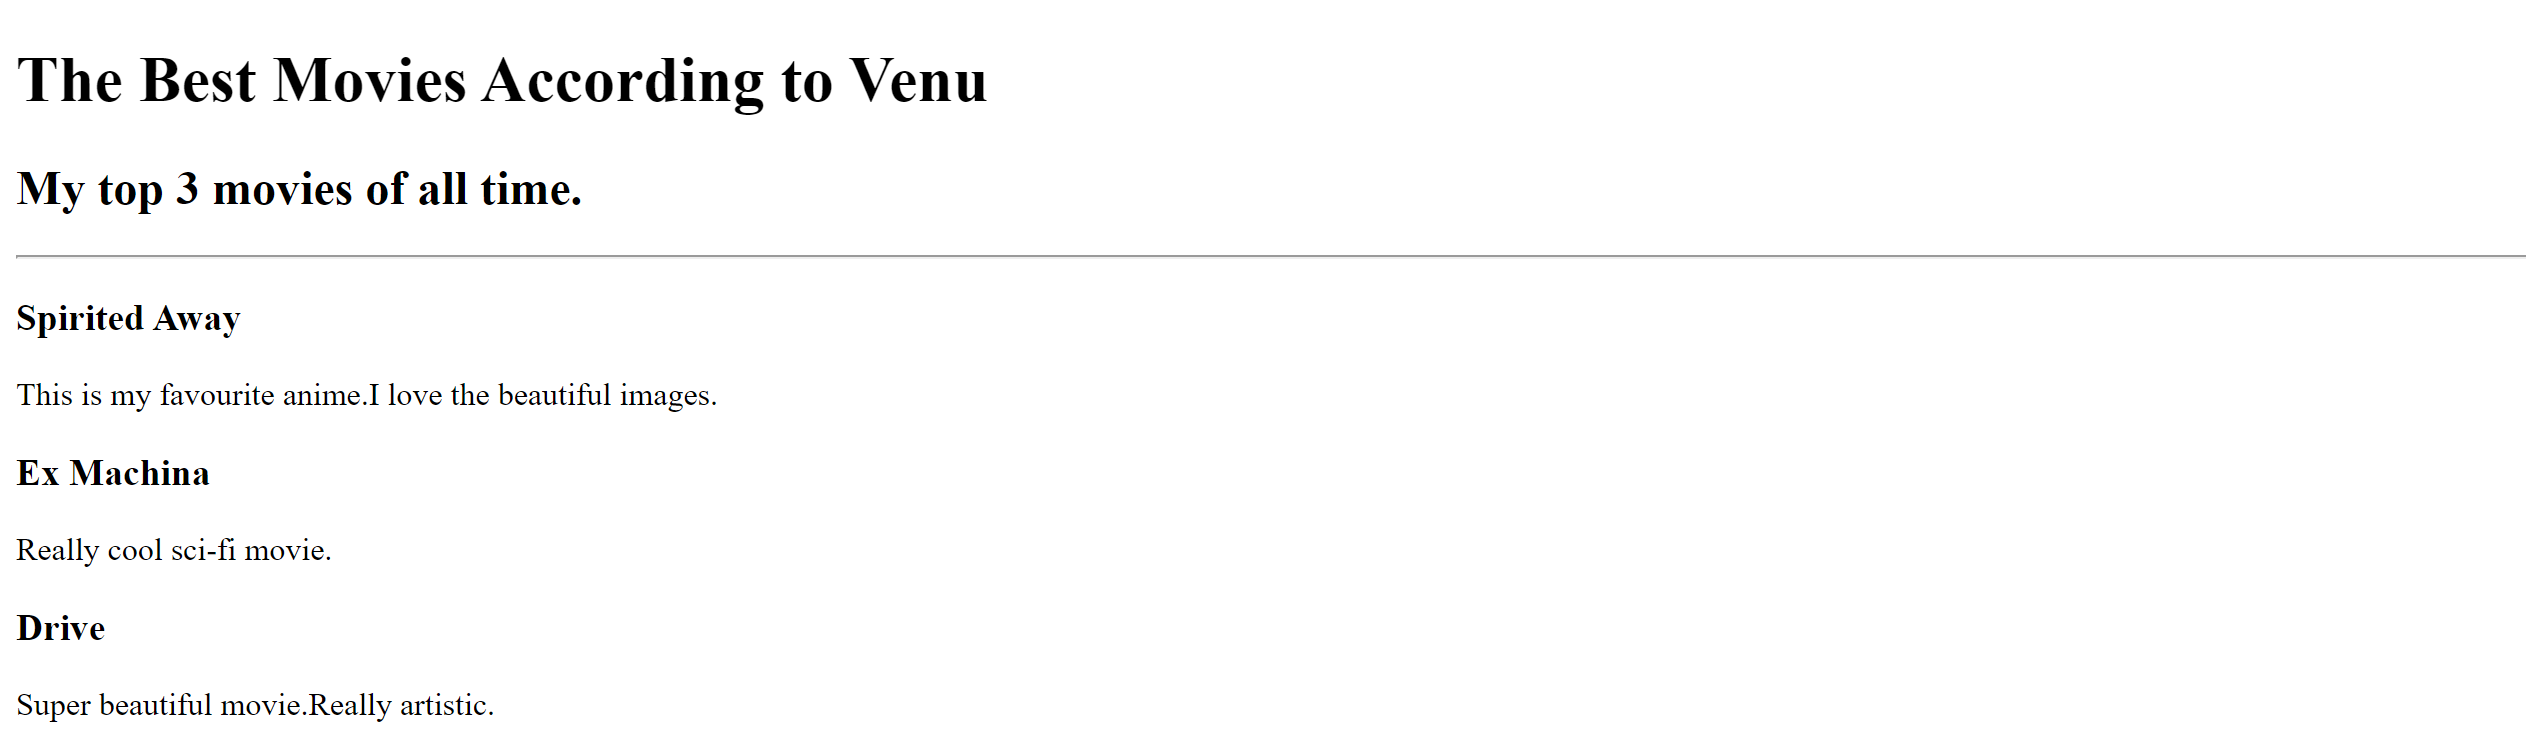 The Best Movies According to Venu
My top 3 movies of all time.
Spirited Away
This is my favourite anime.I love the beautiful images.
Ex Machina
Really cool sci-fi movie.
Drive
Super beautiful movie.Really artistic.